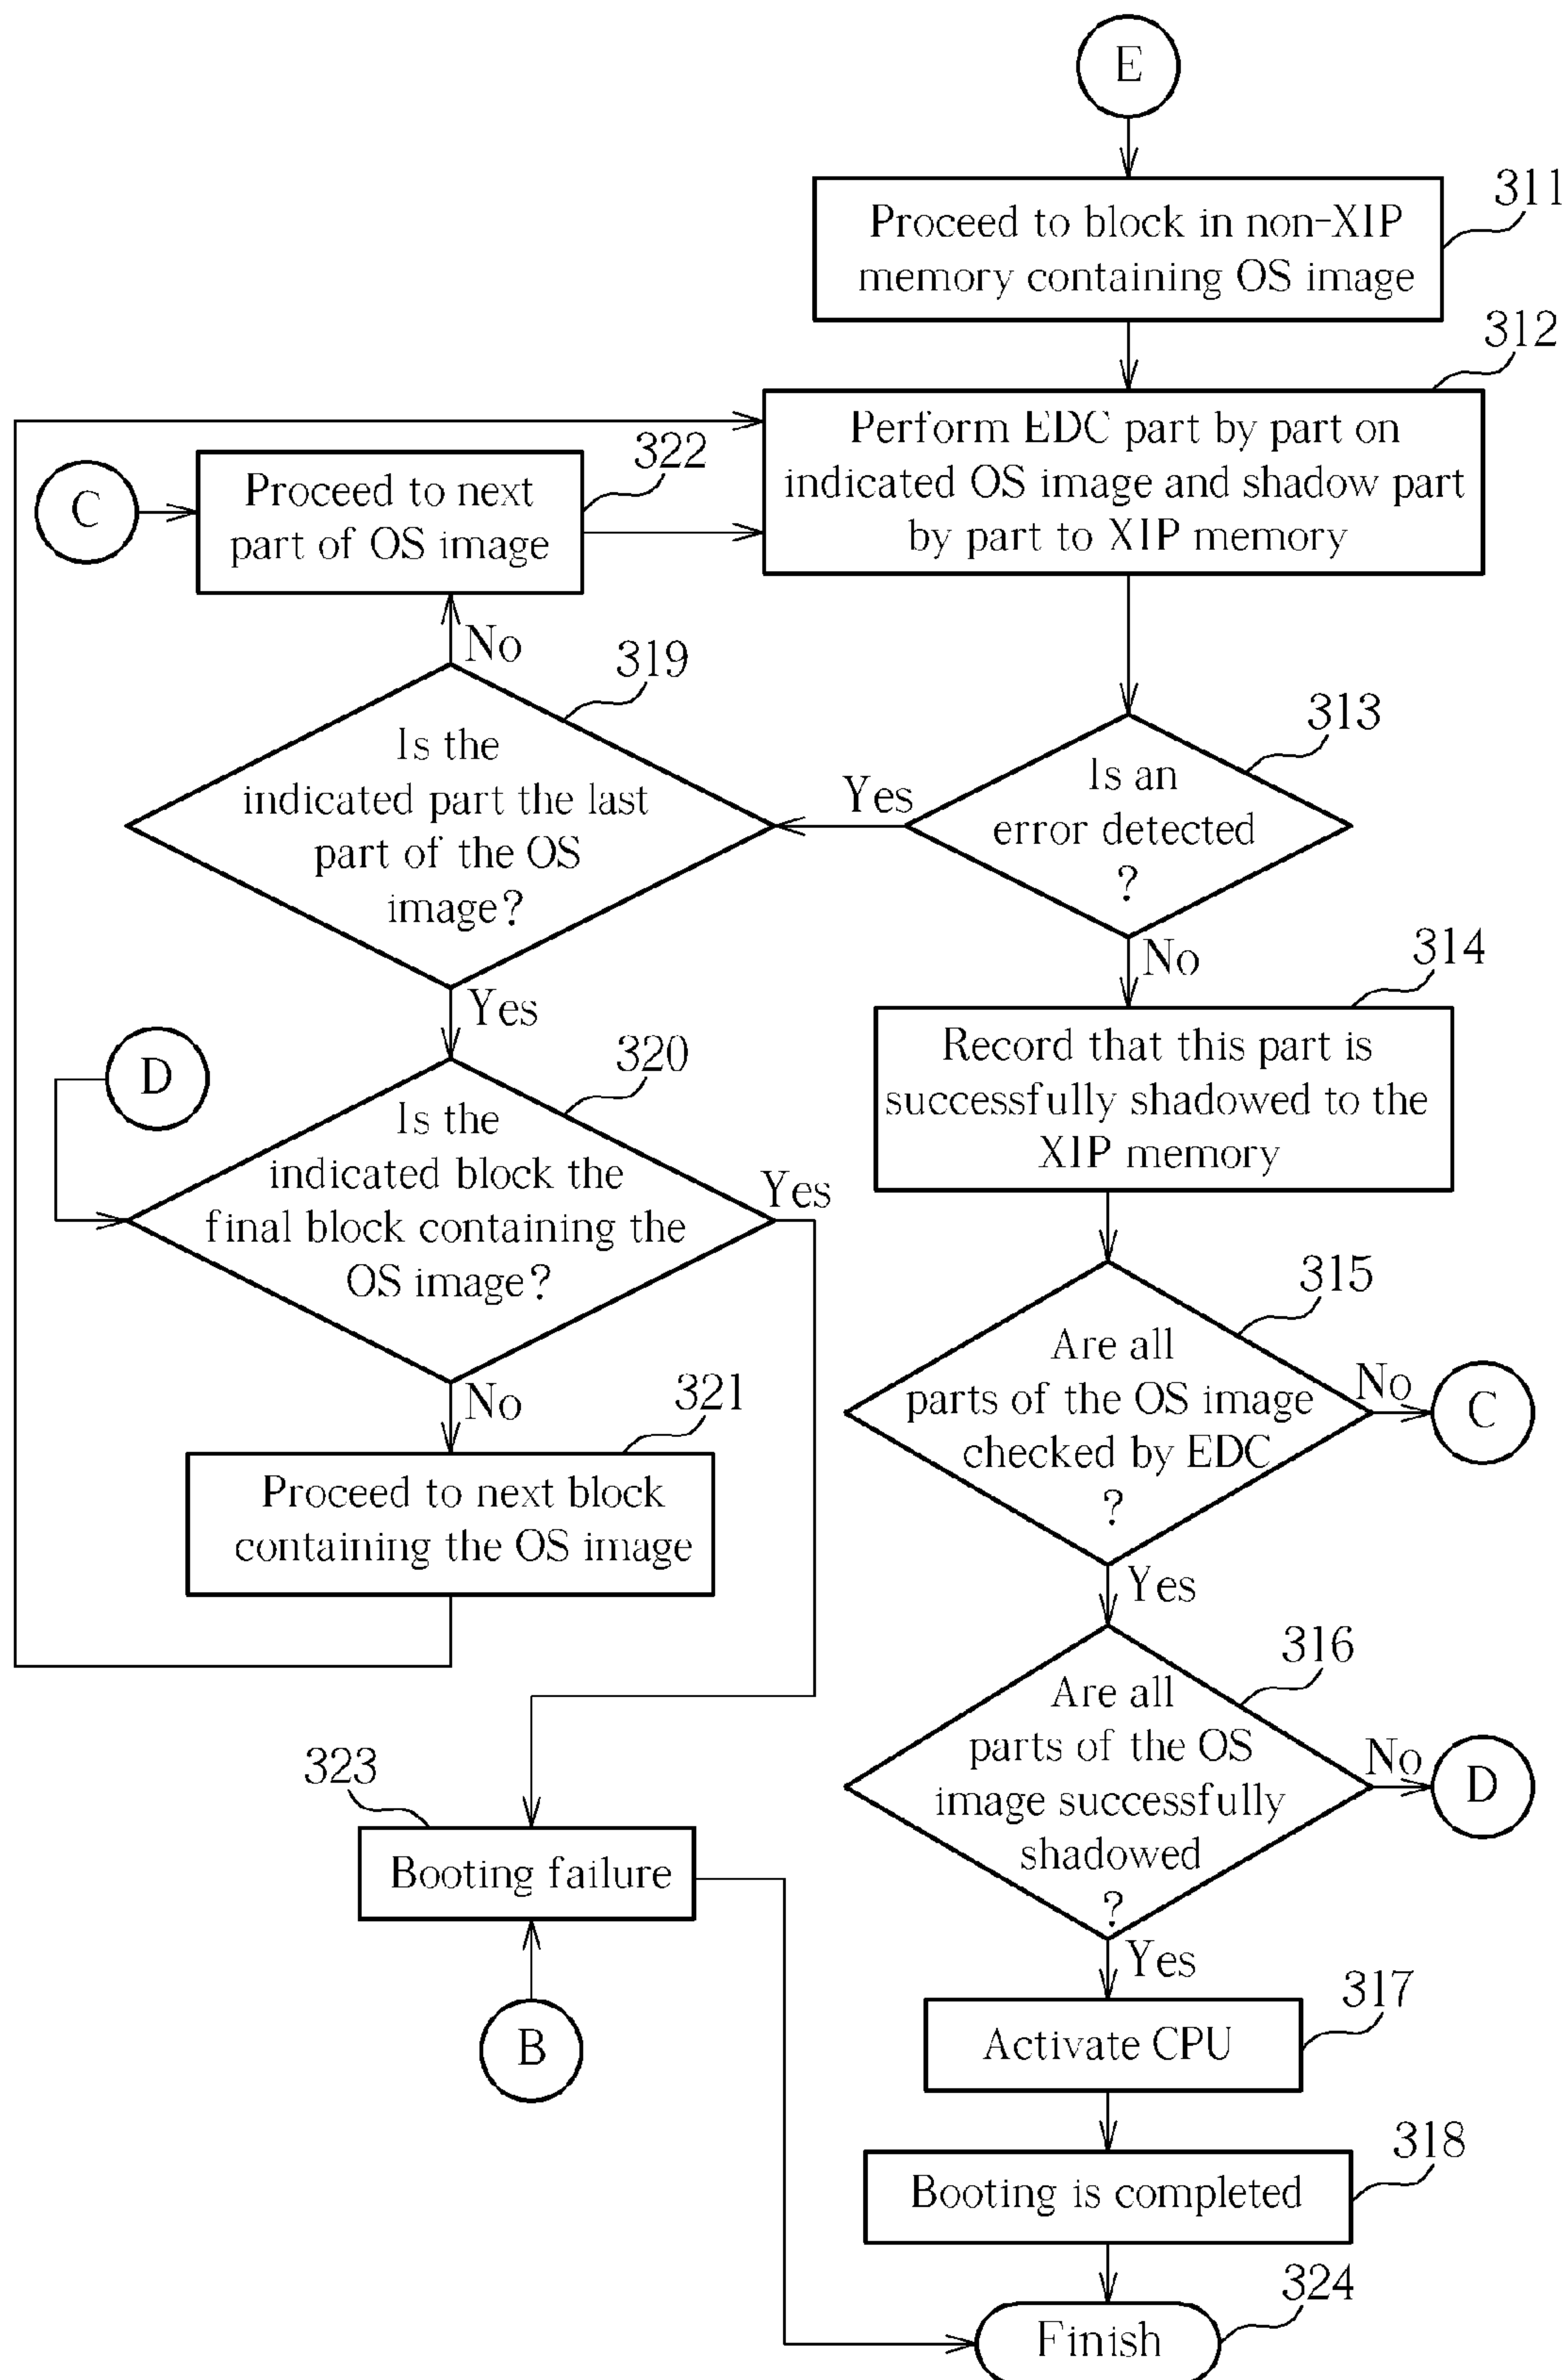 E
311
Proceed to block in non-XIP
memory containing OS image
312
Perform EDC part by part on
indicated OS image and shadow part
by part to XIP memory
322
C
Proceed to next
part of OS image
No
319
Is the
indicated part the last
part of the OS
image?
Yes
313
Is an
error detected
?
No
314
Record that this part is
successfully shadowed to the
XIP memory
Yes
D
320
Is the
indicated block the
final block containing the
OS image?
Yes
No
321
Proceed to next block
containing the OS image
315
Are all
parts of the OS image
checked by EDC
?
No
C
Yes
316
Are all
parts of the OS
image successfully
shadowed
?
No
D
Yes
323
Booting failure
B
317
Activate CPU
318
Booting is completed
324
Finish